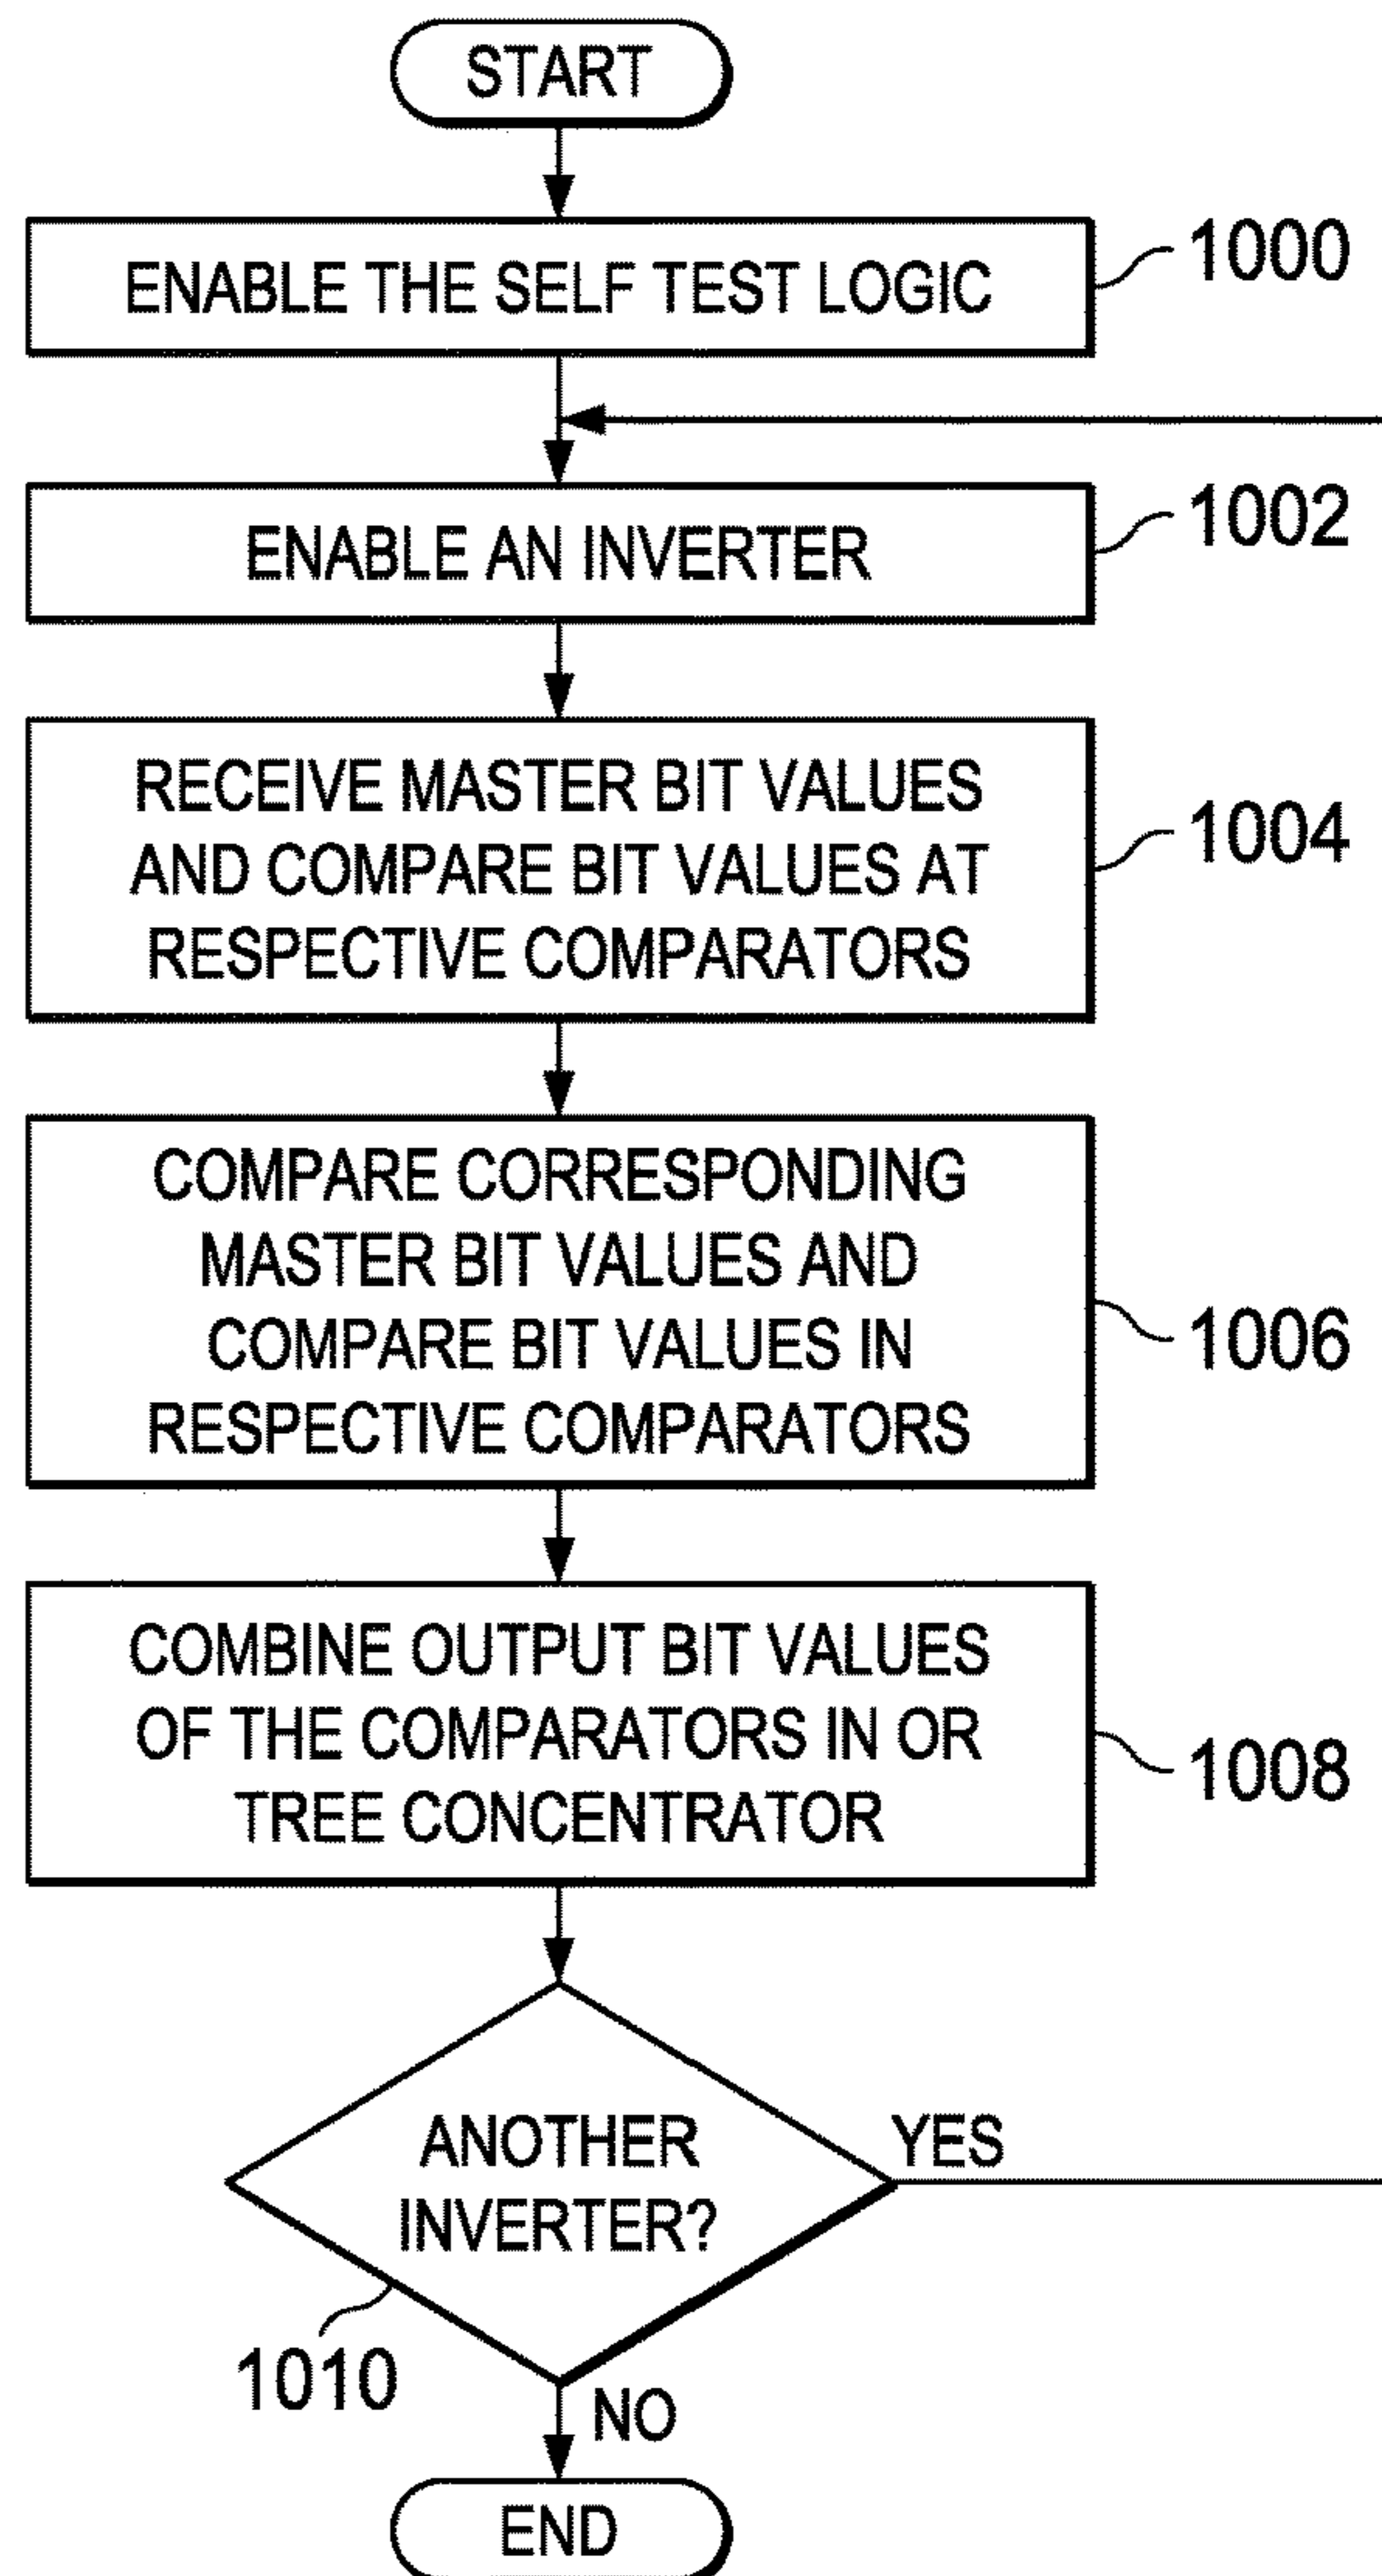 START
ENABLE THE SELF TEST LOGIC
1000
ENABLE AN INVERTER
1002
RECEIVE MASTER BIT VALUES
AND COMPARE BIT VALUES AT
RESPECTIVE COMPARATORS
1004
COMPARE CORRESPONDING
MASTER BIT VALUES AND
COMPARE BIT VALUES IN
RESPECTIVE COMPARATORS
1006
COMBINE OUTPUT BIT VALUES
OF THE COMPARATORS IN OR
TREE CONCENTRATOR
1008
ANOTHER
INVERTER?
YES
1010
NO
END